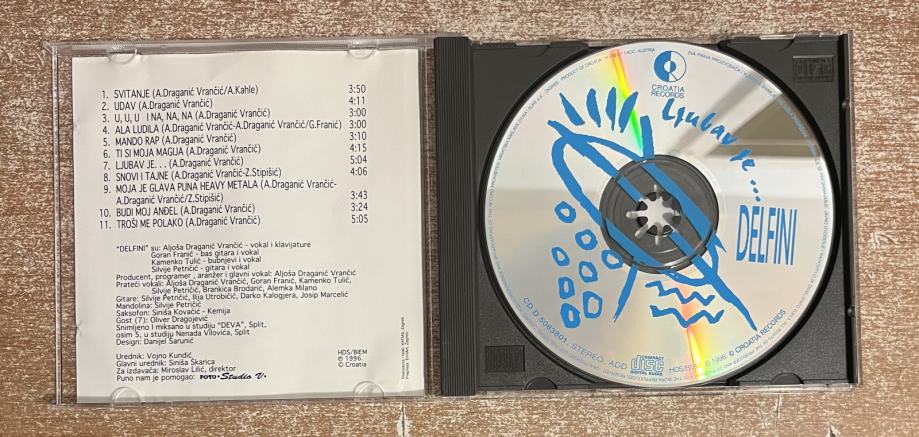 1. SVITANJE (A.Draganić Vrančić/A.Kahle) 3:50
2. UDAV (A.Draganić Vrančić) 4:11
3. U, U, U I NA, NA, NA (A.Draganić Vrančić) 3:00
4. ALA LUDILA (A.Draganić Vrančić-A.Draganić Vrančić/G.Franić) 3:00
5. MANDO RAP (A.Draganić Vrančić) 3:10
6. TI SI MOJA MAGIJA (A.Draganić Vrančić) 4:15
7. LJUBAV JE. . . (A.Draganić Vrančić) 5:04
8. SNOVI I TAJNE (A.Draganić Vrančić-Z.Stipišić) 4:06
9. MOJA JE GLAVA PUNA HEAVY METALA (A.Draganić Vrančić-
A.Draganić Vrančić/Z.Stipišić) 3:43
10. BUDI MOJ ANĐEL (A.Draganić Vrančić) 3:24
11. TROŠI ME POLAKO (A.Draganić Vrančić) 5:05
"DELFINI" su: Aljoša Draganić Vrančić - vokal i klavijature
Goran Franić - bas gitara i vokal
Kamenko Tulić - bubnjevi i vokal
Silvije Petričić - gitara i vokal
Producent, programer, aranžer i glavni vokal: Aljoša Draganić Vrančić
Prateći vokali: Aljoša Draganić Vrančić, Goran Franić, Kamenko Tulić,
Silvije Petričić, Brankica Brodarić, Alemka Milano
Gitare: Silvije Petričić, Ilija Utrobičić, Darko Kalogjera, Josip Marcelić
Mandolina: Silvije Petričić
Saksofon: Siniša Kovačić - Kemija
Gost (7): Oliver Dragojević
Snimljeno i miksano u studiju "DEVA", Split,
osim 5, u studiju Nenada Vilovića, Split
Design: Danijel Šarunić
Urednik: Vojno Kundić
Glavni urednik: Siniša Škarica
Za izdavača: Miroslav Lilić, direktor
Puno nam je pomogao: FOTO • Studio V •
HDS/BIEM
℗ 1996.
© Croatia
CROATIA
RECORDS
Ljubav je...
DELFINI
CD D 5083801 STEREO, ADD
COMPACT
disc
DIGITAL AUDIO
HDS/BIEM ℗ 1996. © CROATIA RECORDS